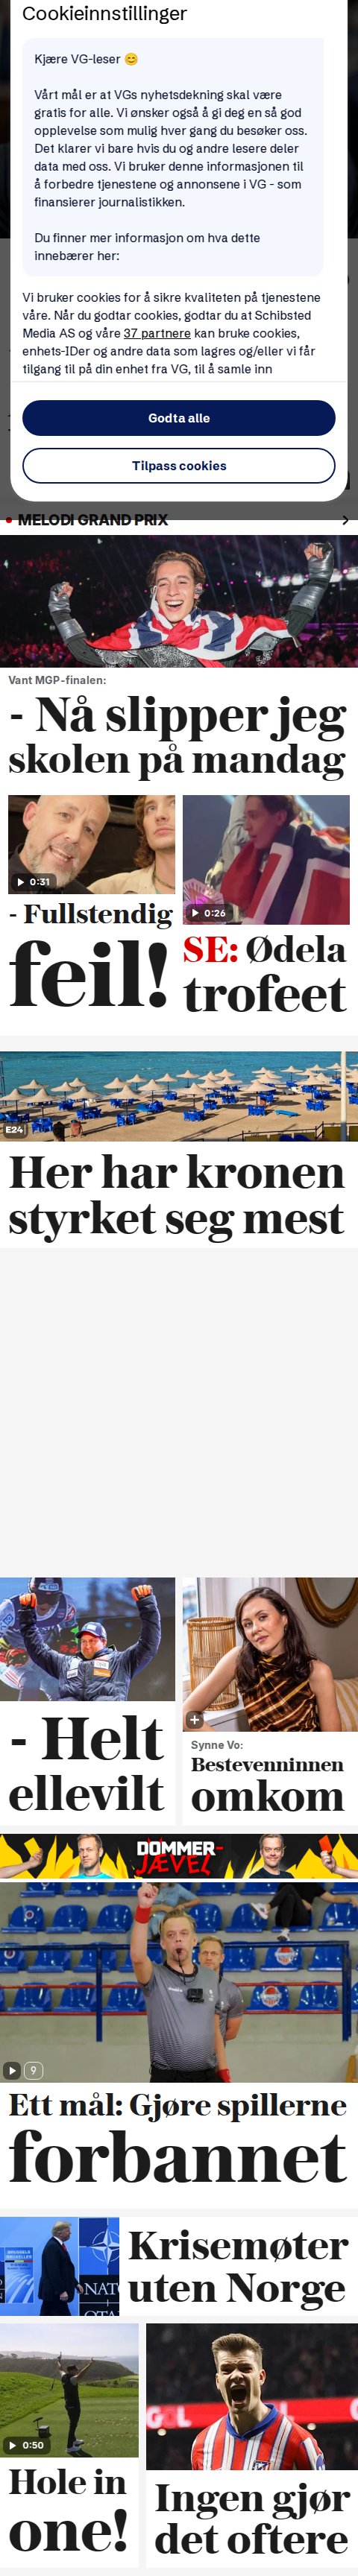 Cookieinnstillinger
Kjære VG-leser 😊
Vårt mål er at VGs nyhetsdekning skal være
gratis for alle. Vi ønsker også å gi deg en så god
opplevelse som mulig hver gang du besøker oss.
Det klarer vi bare hvis du og andre lesere deler
data med oss. Vi bruker denne informasjonen til
å forbedre tjenestene og annonsene i VG - som
finansierer journalistikken.
Du finner mer informasjon om hva dette
innebærer her:
Vi bruker cookies for å sikre kvaliteten på tjenestene
våre. Når du godtar cookies, godtar du at Schibsted
Media AS og våre 37 partnere kan bruke cookies,
enhets-IDer og andre data som lagres og/eller vi får
tilgang til på din enhet fra VG, til å samle inn
Godta alle
Tilpass cookies
MELODI GRAND PRIX
Vant MGP-finalen:
- Nå slipper jeg
skolen på mandag
0:31
- Fullstendig
feil!
0:26
SE: Ødela
trofeet
E24
Her har kronen
styrket seg mest
- Helt
ellevilt
Synne Vo:
Bestevenninnen
omkom
DOMMER-
JÆVEL
9
Ett mål: Gjøre spillerne
forbannet
NATO
OTAN
Krisemøter
uten Norge
0:50
Hole in
one!
Ingen gjør
det oftere